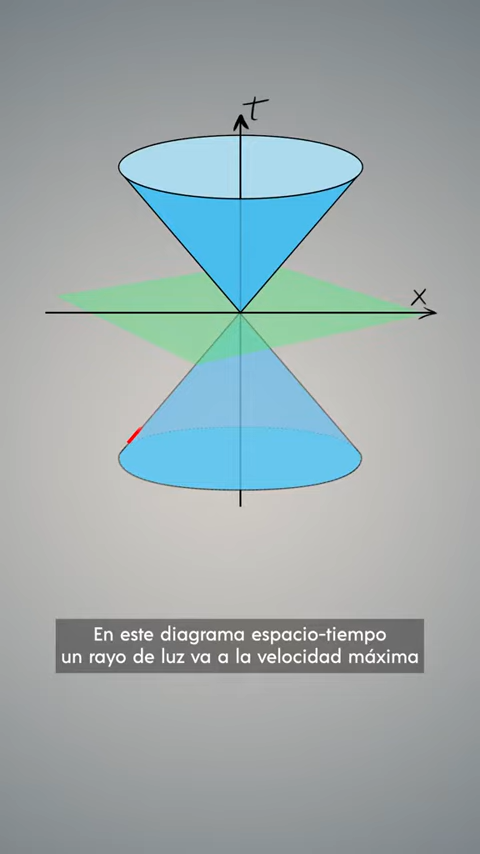 t
x
En este diagrama espacio-tiempo
un rayo de luz va a la velocidad máxima